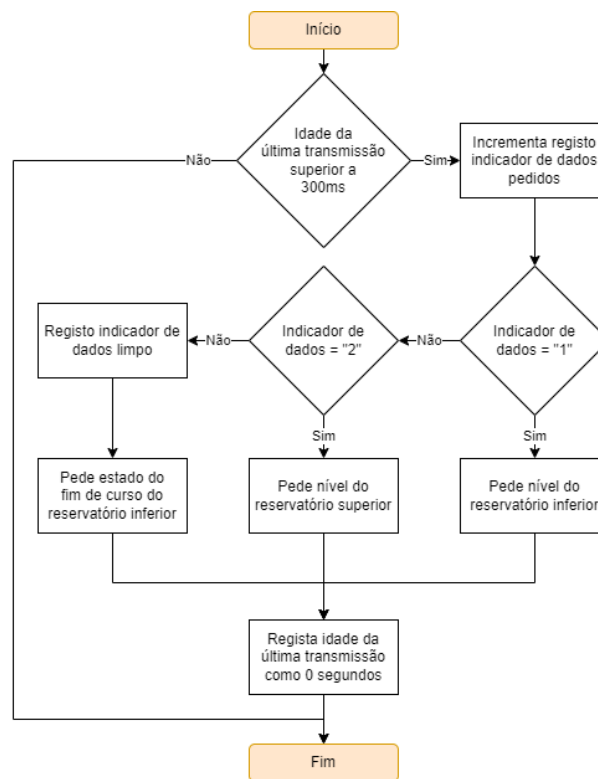 Início
Idade da
última transmissão
superior a
300ms
Não
Sim
Incrementa registo
indicador de dados
pedidos
Registo indicador de
dados limpo
Não
Indicador de
dados = "2"
Não
Indicador de
dados = "1"
Sim
Sim
Pede estado do
fim de curso do
reservatório inferior
Pede nível do
reservatório superior
Pede nível do
reservatório inferior
Regista idade da
última transmissão
como 0 segundos
Fim